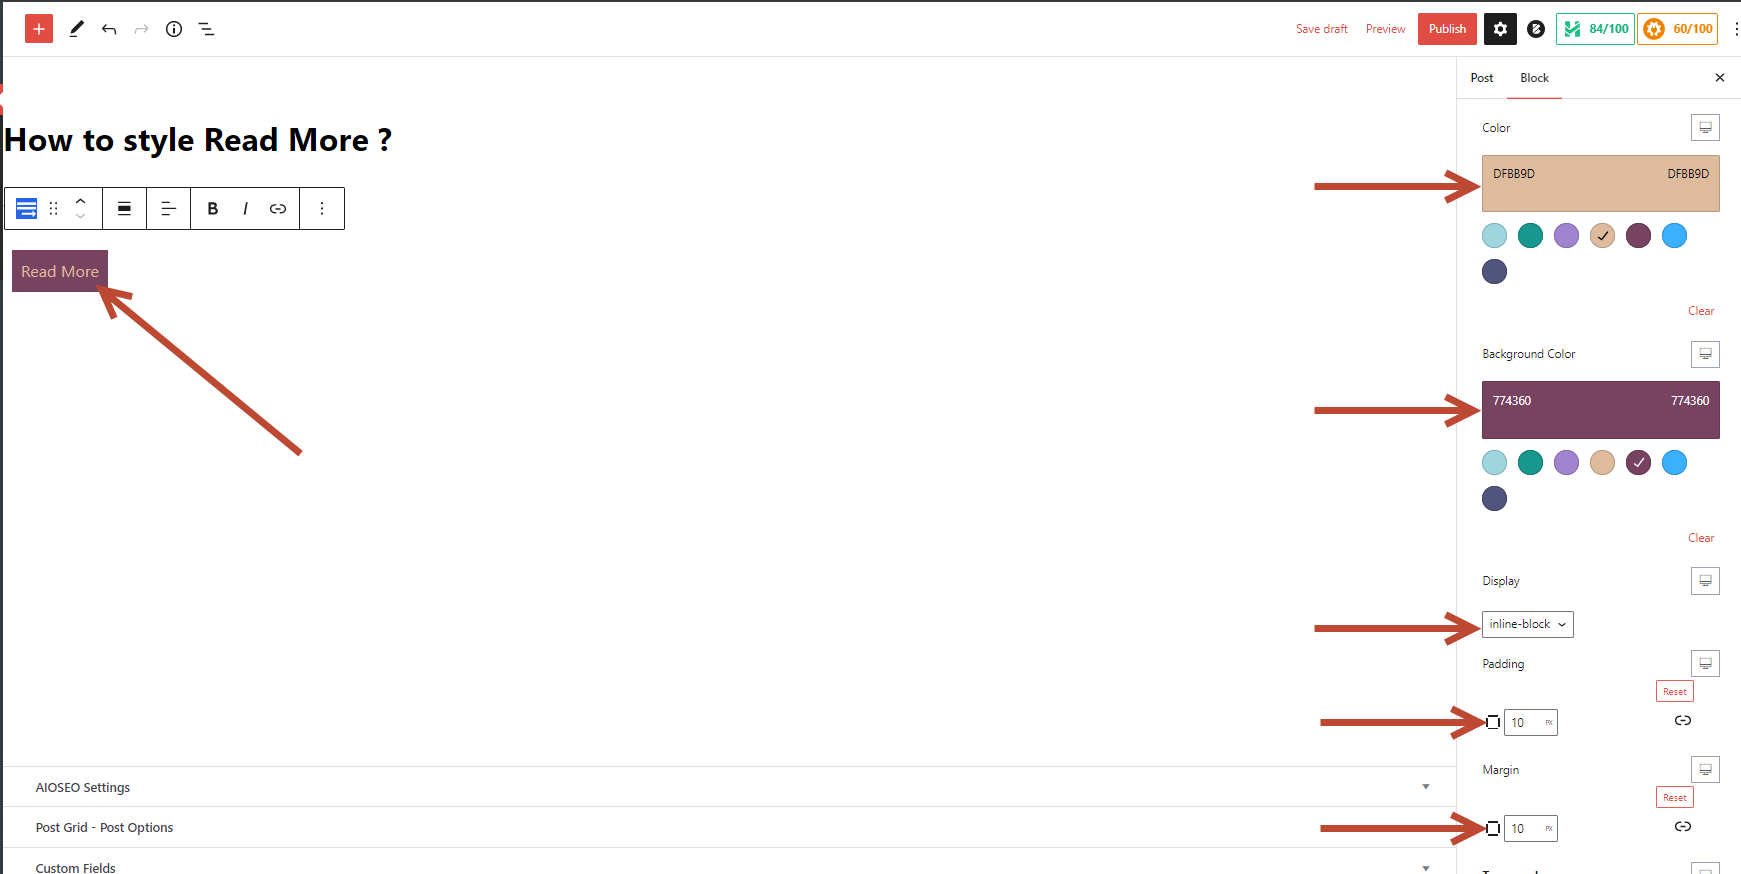 Save draft Preview Publish 84/100 60/100
Post Block
Color
DFBB9D DFBB9D
Clear
Background Color
774360 774360
Clear
Display
inline-block
Padding
Reset
10 PX
Margin
Reset
10 PX
How to style Read More ?
B I
Read More
AIOSEO Settings
Post Grid - Post Options
Custom Fields